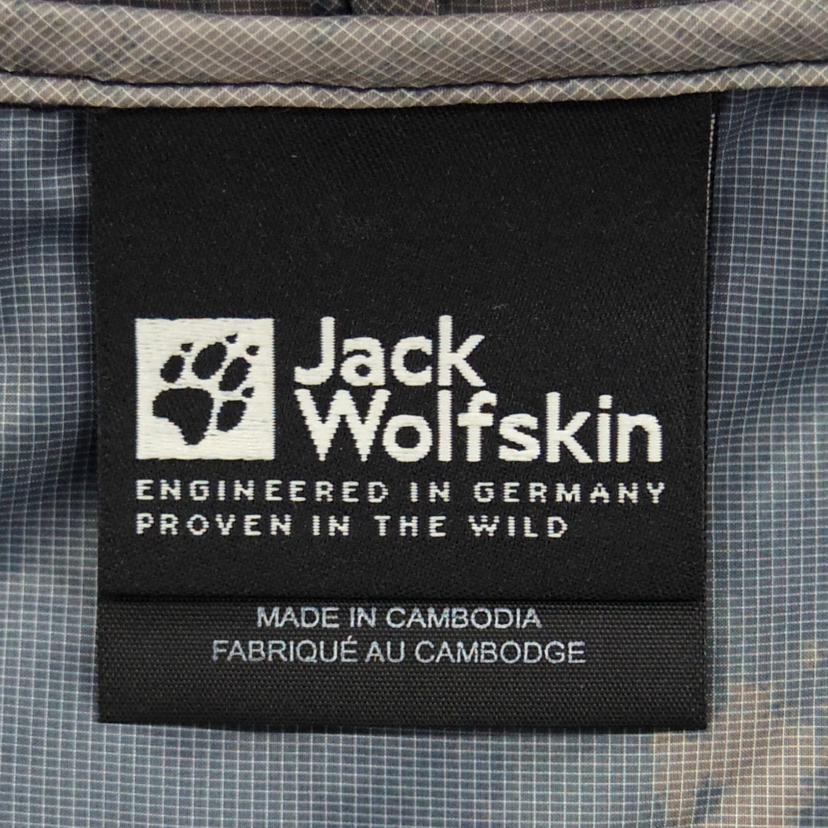 Jack
Wolfskin
ENGINEERED IN GERMANY
PROVEN IN THE WILD
MADE IN CAMBODIA
FABRIQUÉ AU CAMBODGE